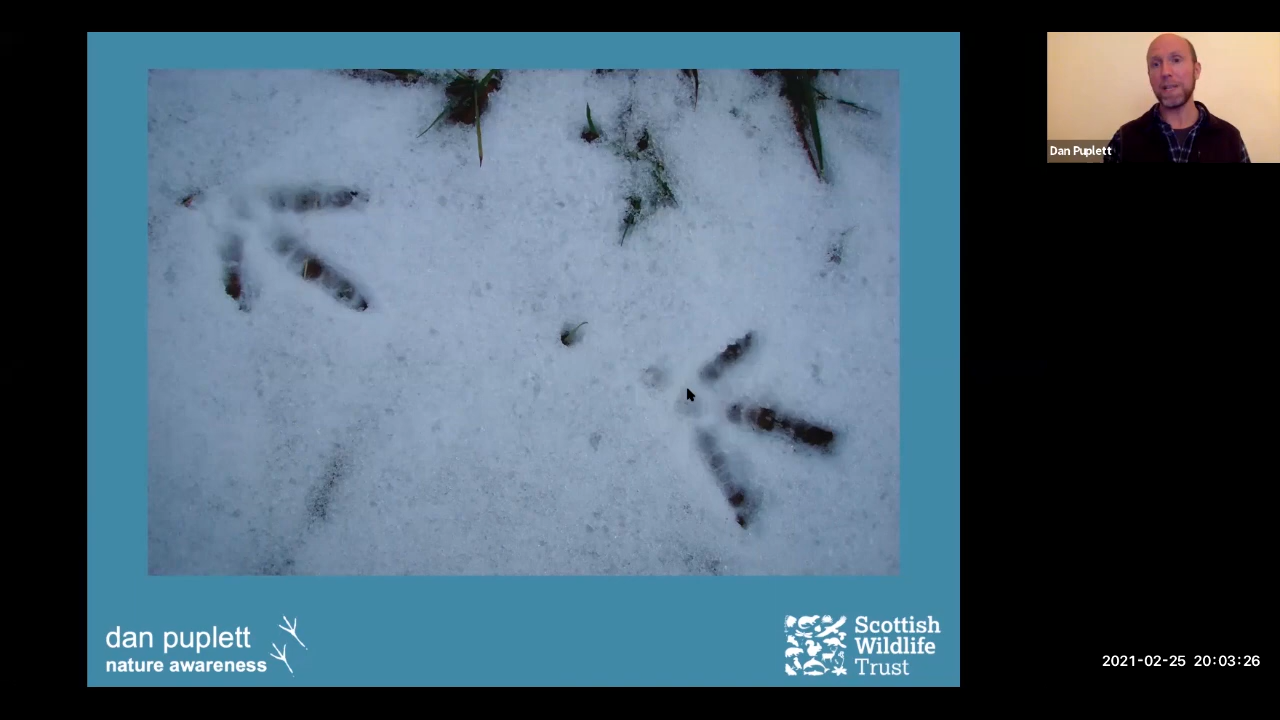 Dan Puplett
dan puplett
nature awareness
Scottish
Wildlife
Trust
2021-02-25 20:03:26